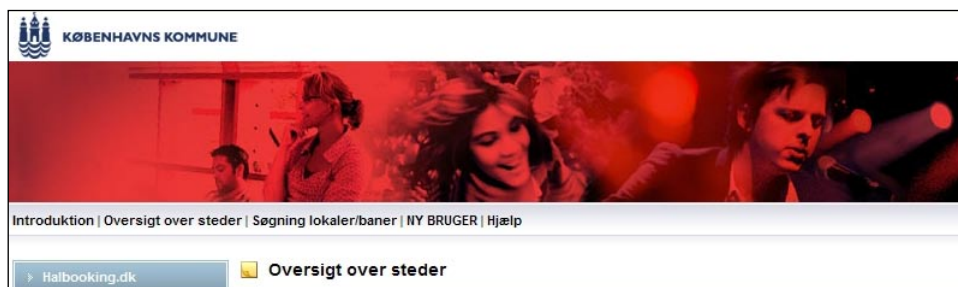 KØBENHAVNS KOMMUNE
Introduktion | Oversigt over steder | Søgning lokaler/baner | NY BRUGER | Hjælp
Halbooking.dk
Oversigt over steder